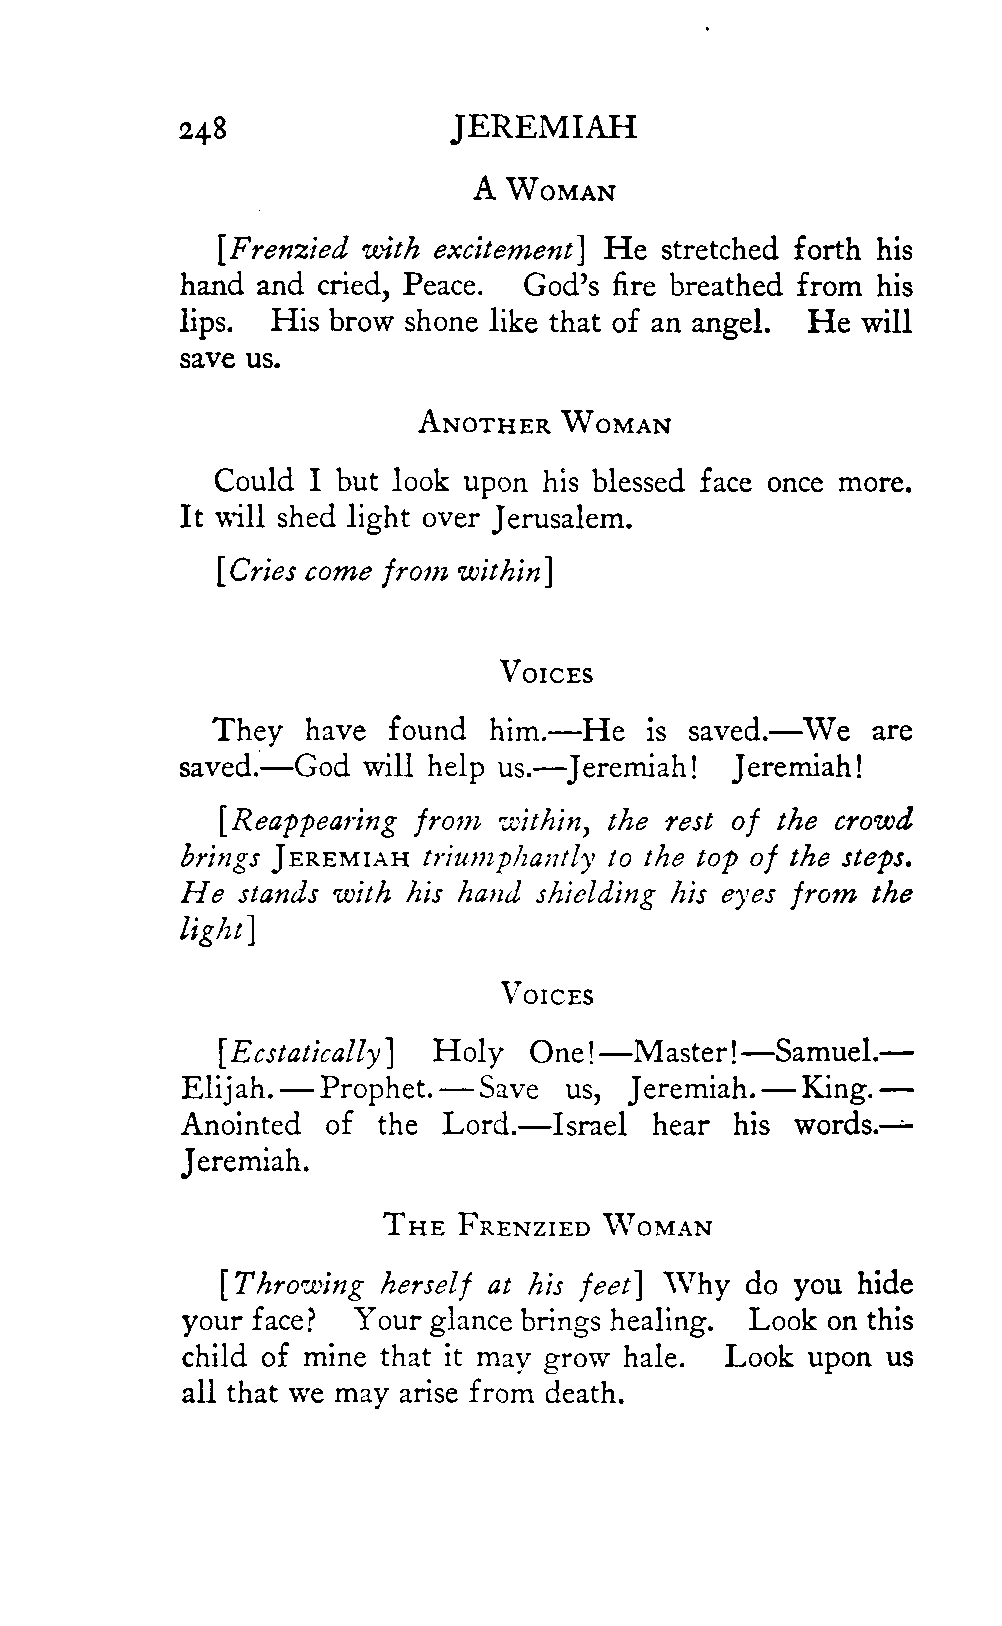 248 JEREMIAH
A WOMAN
[Frenzied with excitement] He stretched forth his
hand and cried, Peace. God's fire breathed from his
lips. His brow shone like that of an angel. He will
save us.
ANOTHER WOMAN
Could I but look upon his blessed face once more.
It will shed light over Jerusalem.
[Cries come from within]
VOICES
They have found him.—He is saved.—We are
saved.—God will help us.—Jeremiah! Jeremiah!
[Reappearing from within, the rest of the crowd
brings JEREMIAH triumphantly to the top of the steps.
He stands with his hand shielding his eyes from the
light]
VOICES
[Ecstatically] Holy One!—Master!—Samuel.—
Elijah.—Prophet.—Save us, Jeremiah.—King.—
Anointed of the Lord.—Israel hear his words.—
Jeremiah.
THE FRENZIED WOMAN
[Throwing herself at his feet] Why do you hide
your face? Your glance brings healing. Look on this
child of mine that it may grow hale. Look upon us
all that we may arise from death.